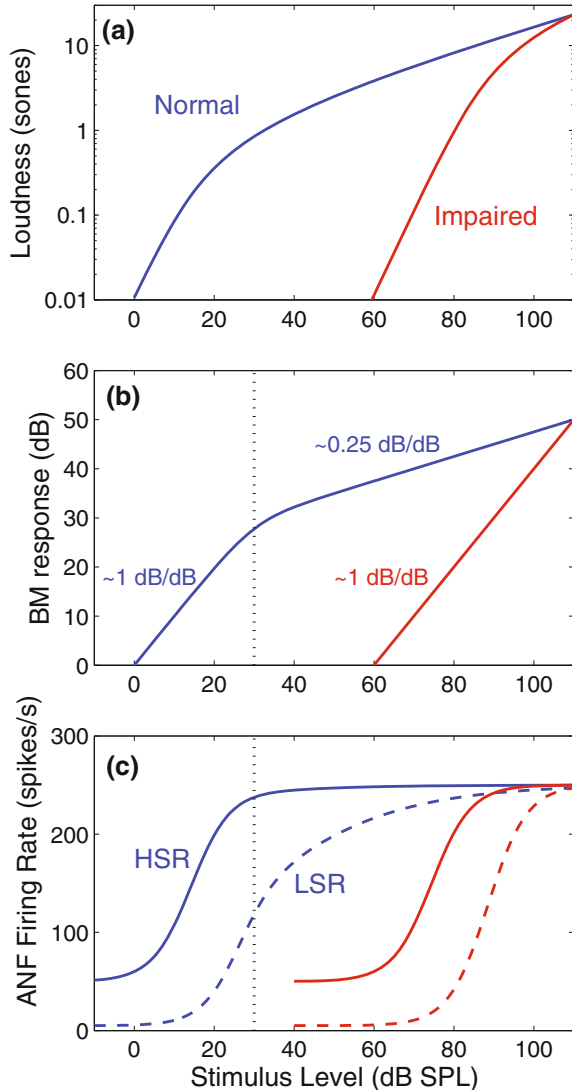 (a)
Loudness (sones)
10
1
0.1
0.01
Normal
Impaired
0 20 40 60 80 100
(b)
BM response (dB)
60
50
40
30
20
10
0
~0.25 dB/dB
~1 dB/dB
~1 dB/dB
0 20 40 60 80 100
(c)
ANF Firing Rate (spikes/s)
300
200
100
0
HSR
LSR
0 20 40 60 80 100
Stimulus Level (dB SPL)